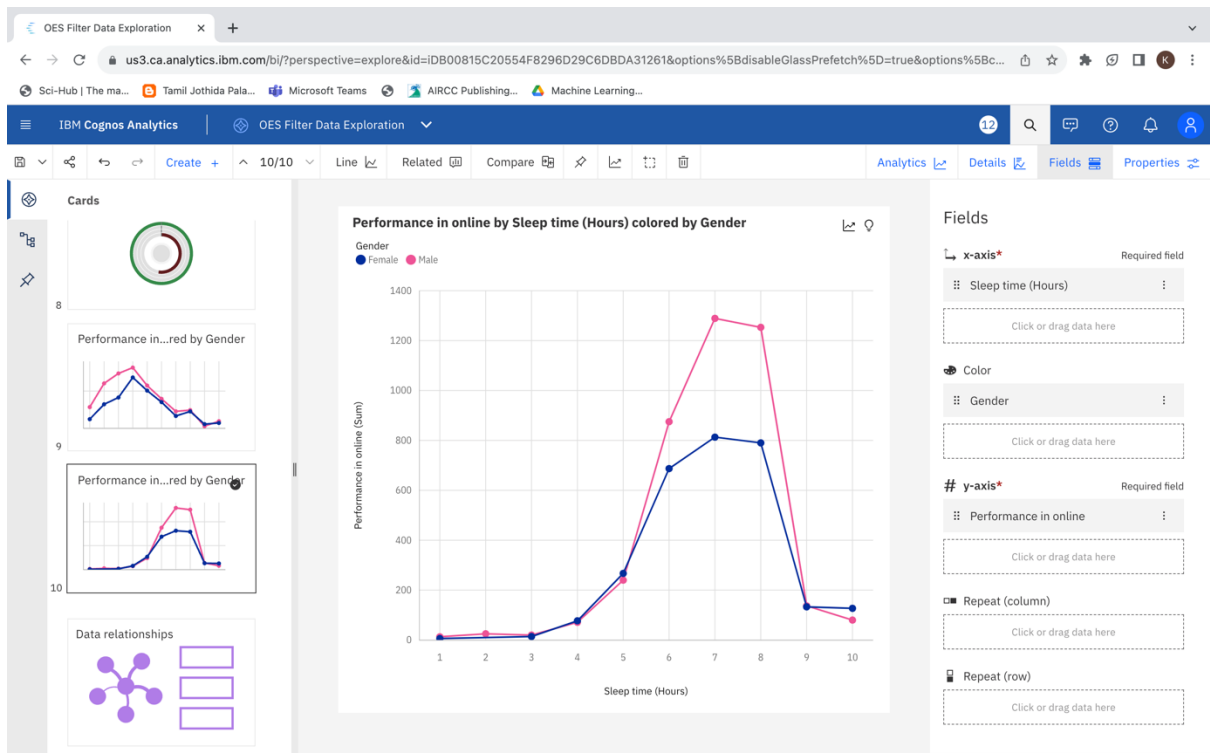 OES Filter Data Exploration
us3.ca.analytics.ibm.com/bi/?perspective=explore&id=iDB00815C20554F8296D29C6DBDA31261&options%5BdisableGlassPrefetch%5D=true&options%5Bc...
K
Sci-Hub | The ma... Tamil Jothida Pala... Microsoft Teams AIRCC Publishing... Machine Learning...
IBM Cognos Analytics OES Filter Data Exploration 12
Create + 10/10 Line Related Compare Analytics Details Fields Properties
Cards
8
Performance in...red by Gender
9
Performance in...red by Gender
10
Data relationships
Performance in online by Sleep time (Hours) colored by Gender
Gender
Female Male
1400
1200
1000
800
600
400
200
0
Performance in online (Sum)
1 2 3 4 5 6 7 8 9 10
Sleep time (Hours)
Fields
x-axis* Required field
Sleep time (Hours)
Click or drag data here
Color
Gender
Click or drag data here
# y-axis* Required field
Performance in online
Click or drag data here
Repeat (column)
Click or drag data here
Repeat (row)
Click or drag data here